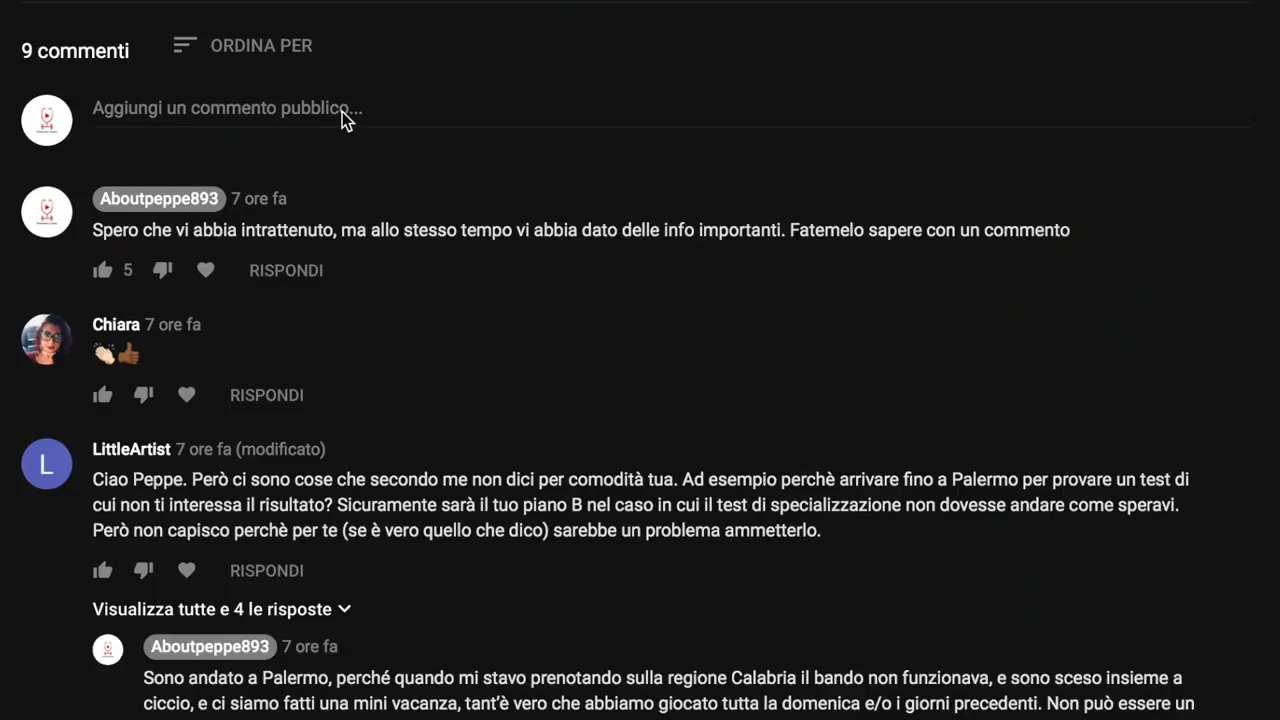 9 commenti
ORDINA PER
Aggiungi un commento pubblico...
Aboutpeppe893 7 ore fa
Spero che vi abbia intrattenuto, ma allo stesso tempo vi abbia dato delle info importanti. Fatemelo sapere con un commento
5
RISPONDI
Chiara 7 ore fa
RISPONDI
L
LittleArtist 7 ore fa (modificato)
Ciao Peppe. Però ci sono cose che secondo me non dici per comodità tua. Ad esempio perchè arrivare fino a Palermo per provare un test di
cui non ti interessa il risultato? Sicuramente sarà il tuo piano B nel caso in cui il test di specializzazione non dovesse andare come speravi.
Però non capisco perchè per te (se è vero quello che dico) sarebbe un problema ammetterlo.
RISPONDI
Visualizza tutte e 4 le risposte
Aboutpeppe893 7 ore fa
Sono andato a Palermo, perché quando mi stavo prenotando sulla regione Calabria il bando non funzionava, e sono sceso insieme a
ciccio, e ci siamo fatti una mini vacanza, tant'è vero che abbiamo giocato tutta la domenica e/o i giorni precedenti. Non può essere un